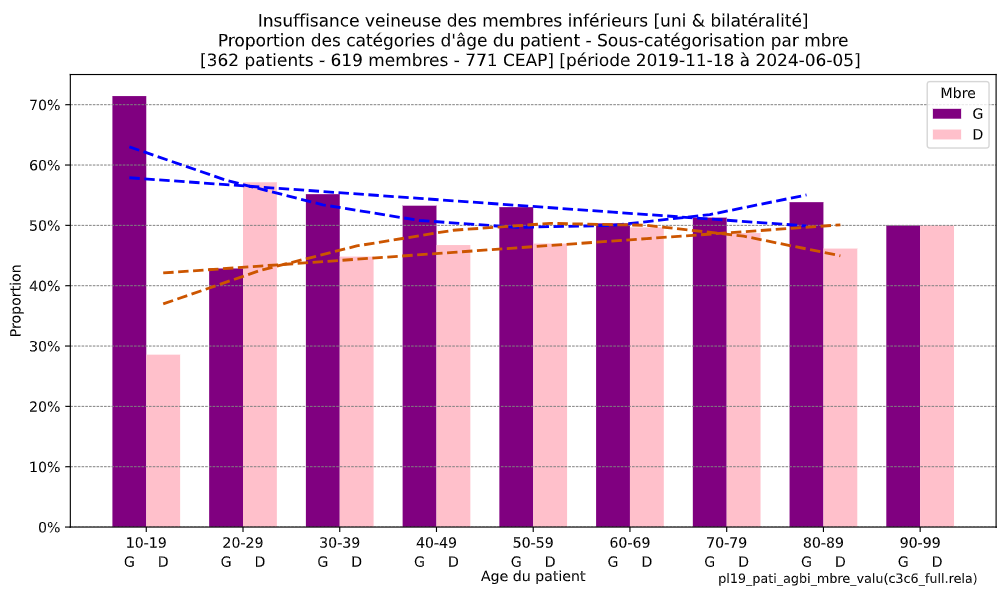 Insuffisance veineuse des membres inférieurs [uni & bilatéralité]
Proportion des catégories d'âge du patient - Sous-catégorisation par mbre
[362 patients - 619 membres - 771 CEAP] [période 2019-11-18 à 2024-06-05]
Mbre
G
D
70%
60%
50%
40%
30%
20%
10%
0%
Proportion
10-19 20-29 30-39 40-49 50-59 60-69 70-79 80-89 90-99
G D G D G D G D G D G D G D G D G D
Age du patient
pl19_pati_agbi_mbre_valu(c3c6_full.rela)